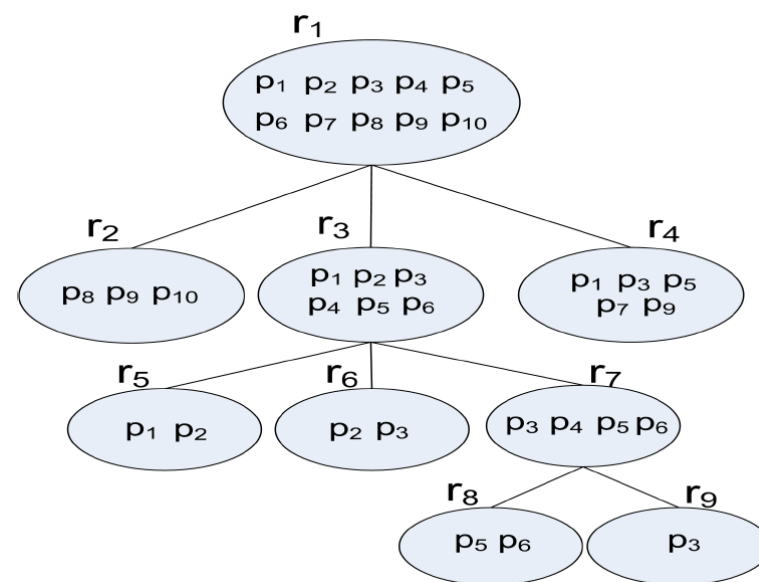 r₁
p₁ p₂ p₃ p₄ p₅
p₆ p₇ p₈ p₉ p₁₀
r₂
p₈ p₉ p₁₀
r₃
p₁ p₂ p₃
p₄ p₅ p₆
r₄
p₁ p₃ p₅
p₇ p₉
r₅
p₁ p₂
r₆
p₂ p₃
r₇
p₃ p₄ p₅ p₆
r₈
p₅ p₆
r₉
p₃